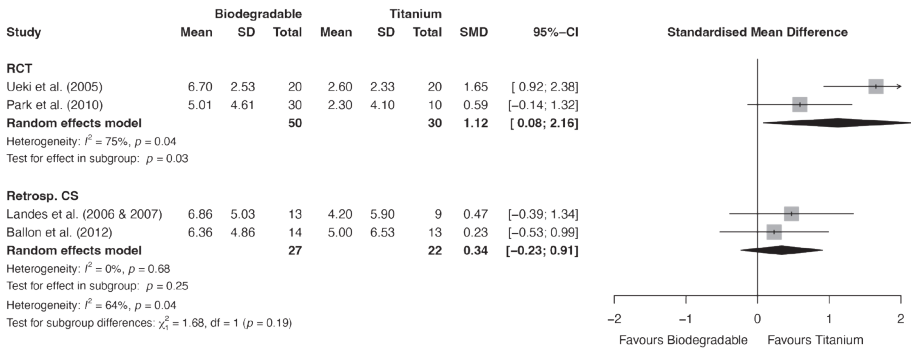 Biodegradable Titanium
Study Mean SD Total Mean SD Total SMD 95%–CI Standardised Mean Difference
RCT
Ueki et al. (2005) 6.70 2.53 20 2.60 2.33 20 1.65 [ 0.92; 2.38]
Park et al. (2010) 5.01 4.61 30 2.30 4.10 10 0.59 [−0.14; 1.32]
Random effects model 50 30 1.12 [ 0.08; 2.16]
Heterogeneity: I² = 75%, p = 0.04
Test for effect in subgroup: p = 0.03
Retrosp. CS
Landes et al. (2006 & 2007) 6.86 5.03 13 4.20 5.90 9 0.47 [−0.39; 1.34]
Ballon et al. (2012) 6.36 4.86 14 5.00 6.53 13 0.23 [−0.53; 0.99]
Random effects model 27 22 0.34 [−0.23; 0.91]
Heterogeneity: I² = 0%, p = 0.68
Test for effect in subgroup: p = 0.25
Heterogeneity: I² = 64%, p = 0.04
Test for subgroup differences: χ²₁ = 1.68, df = 1 (p = 0.19)
−2 −1 0 1 2
Favours Biodegradable Favours Titanium